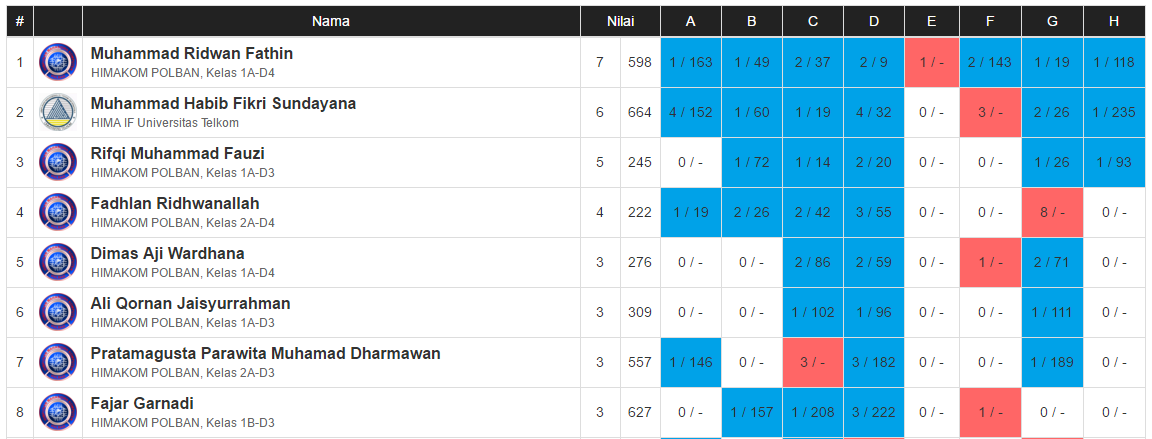 # Nama Nilai A B C D E F G H
1 Muhammad Ridwan Fathin 7 598 1 / 163 1 / 49 2 / 37 2 / 9 1 / - 2 / 143 1 / 19 1 / 118
HIMAKOM POLBAN, Kelas 1A-D4
2 Muhammad Habib Fikri Sundayana 6 664 4 / 152 1 / 60 1 / 19 4 / 32 0 / - 3 / - 2 / 26 1 / 235
HIMA IF Universitas Telkom
3 Rifqi Muhammad Fauzi 5 245 0 / - 1 / 72 1 / 14 2 / 20 0 / - 0 / - 1 / 26 1 / 93
HIMAKOM POLBAN, Kelas 1A-D3
4 Fadhlan Ridhwanallah 4 222 1 / 19 2 / 26 2 / 42 3 / 55 0 / - 0 / - 8 / - 0 / -
HIMAKOM POLBAN, Kelas 2A-D4
5 Dimas Aji Wardhana 3 276 0 / - 0 / - 2 / 86 2 / 59 0 / - 1 / - 2 / 71 0 / -
HIMAKOM POLBAN, Kelas 1A-D4
6 Ali Qornan Jaisyurrahman 3 309 0 / - 0 / - 1 / 102 1 / 96 0 / - 0 / - 1 / 111 0 / -
HIMAKOM POLBAN, Kelas 1A-D3
7 Pratamagusta Parawita Muhamad Dharmawan 3 557 1 / 146 0 / - 3 / - 3 / 182 0 / - 0 / - 1 / 189 0 / -
HIMAKOM POLBAN, Kelas 2A-D3
8 Fajar Garnadi 3 627 0 / - 1 / 157 1 / 208 3 / 222 0 / - 1 / - 0 / - 0 / -
HIMAKOM POLBAN, Kelas 1B-D3